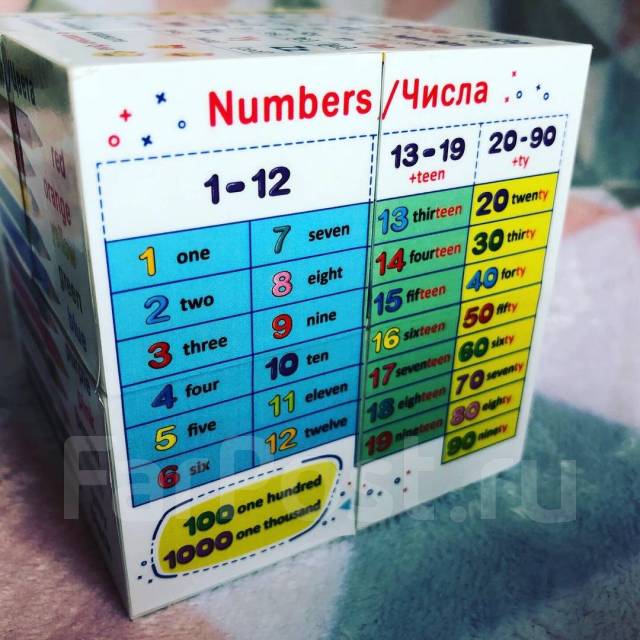 Numbers/Числа
1-12
13-19
+teen
20-90
+ty
1 one
2 two
3 three
4 four
5 five
6 six
7 seven
8 eight
9 nine
10 ten
11 eleven
12 twelve
13 thirteen
14 fourteen
15 fifteen
16 sixteen
17 seventeen
18 eighteen
19 nineteen
20 twenty
30 thirty
40 forty
50 fifty
60 sixty
70 seventy
80 eighty
90 ninety
100 one hundred
1000 one thousand
red
orange
green
FarPost.ru